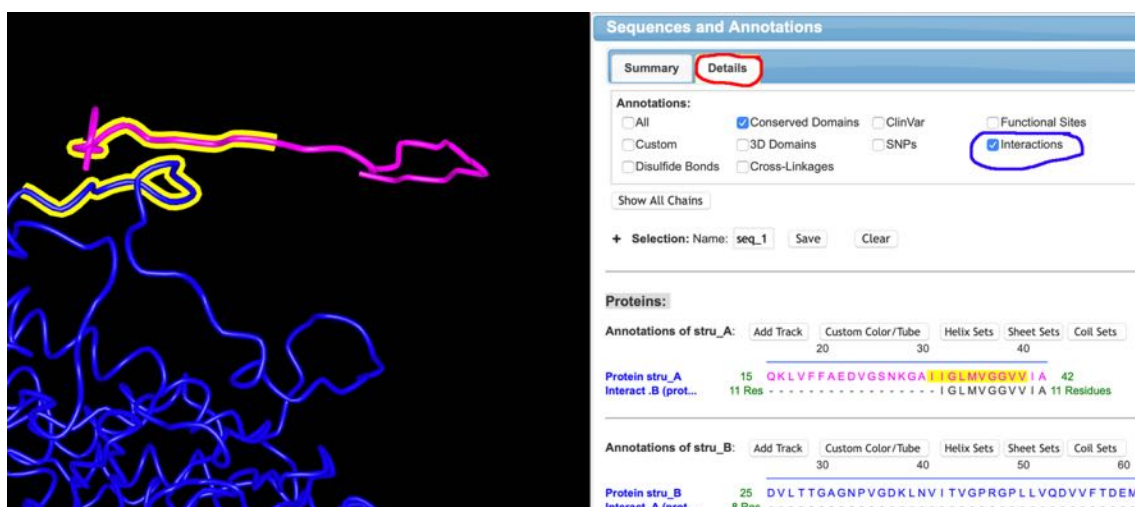 Sequences and Annotations
Summary Details
Annotations:
All Conserved Domains ClinVar Functional Sites
Custom 3D Domains SNPs Interactions
Disulfide Bonds Cross-Linkages
Show All Chains
+ Selection: Name: seq_1 Save Clear
Proteins:
Annotations of stru_A: Add Track Custom Color/Tube Helix Sets Sheet Sets Coil Sets
20 30 40
Protein stru_A 15 QKLVFFAEDVGSNKGAIIGLMVGGVVIA 42
Interact .B (prot... 11 Res - - - - - - - - - - - - - - - - - IGLMVGGVVIA 11 Residues
Annotations of stru_B: Add Track Custom Color/Tube Helix Sets Sheet Sets Coil Sets
30 40 50 60
Protein stru_B 25 DVLTTGAGNPVGDKLNVITVGPRGPLLVQDVVFTDEM